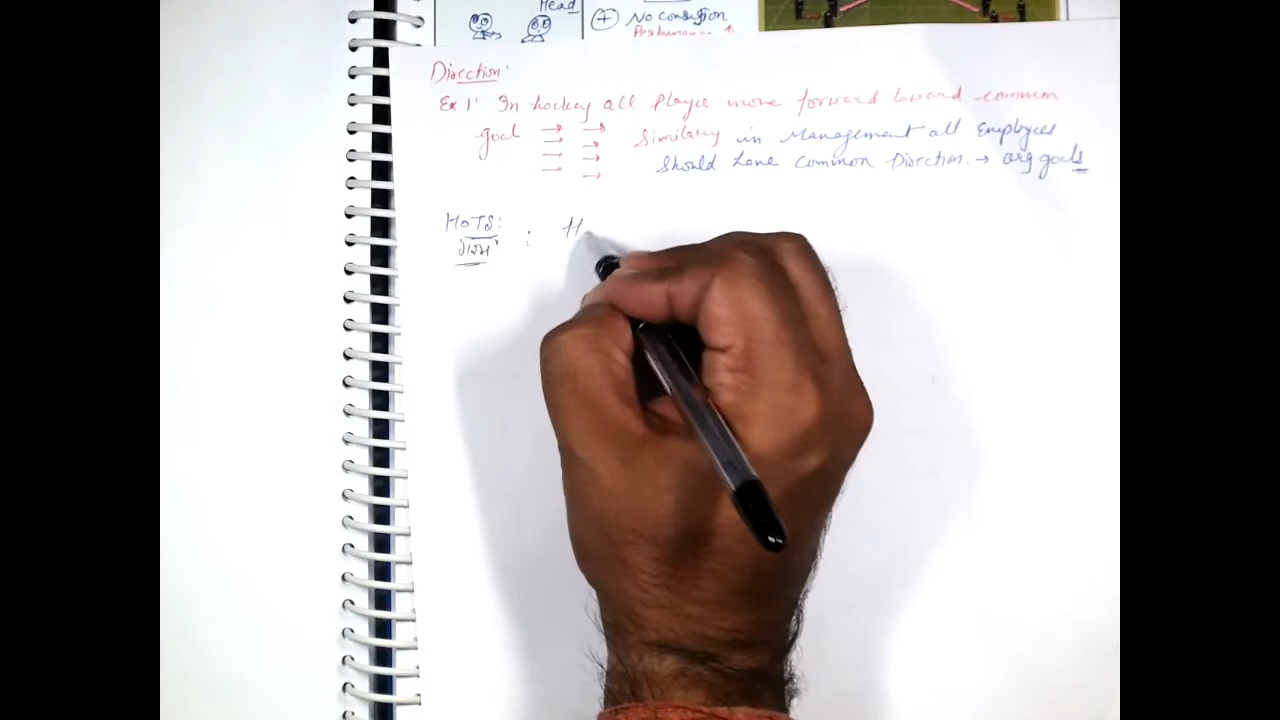 Head
+ No confusion
Direction:
Ex 1: In hockey all player move forward toward common
goal → → Similarly in Management all Employees
should have common Direction. → org goals
HOTS:
गरम
: H